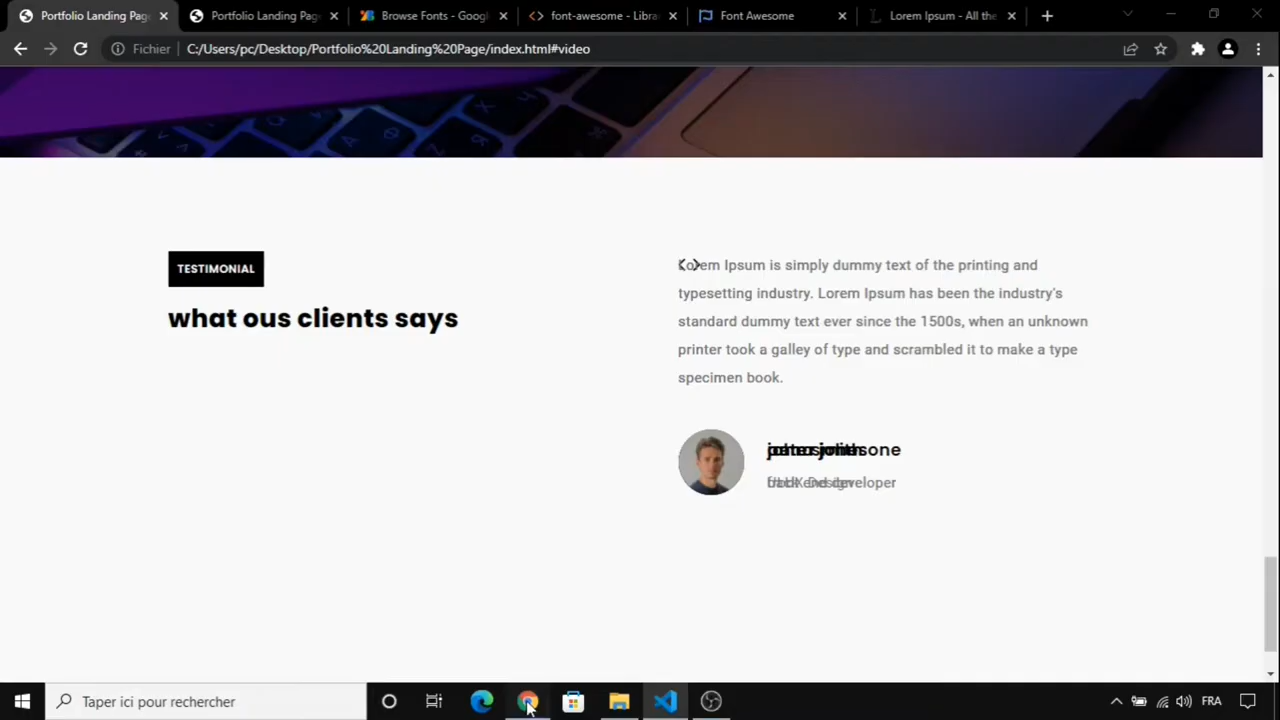 Portfolio Landing Page
Portfolio Landing Pag
Browse Fonts - Googl
font-awesome - Librar
Font Awesome
Lorem Ipsum - All the
Fichier
C:/Users/pc/Desktop/Portfolio%20Landing%20Page/index.html#video
TESTIMONIAL
what ous clients says
Lorem Ipsum is simply dummy text of the printing and
typesetting industry. Lorem Ipsum has been the industry's
standard dummy text ever since the 1500s, when an unknown
printer took a galley of type and scrambled it to make a type
specimen book.
Taper ici pour rechercher
FRA